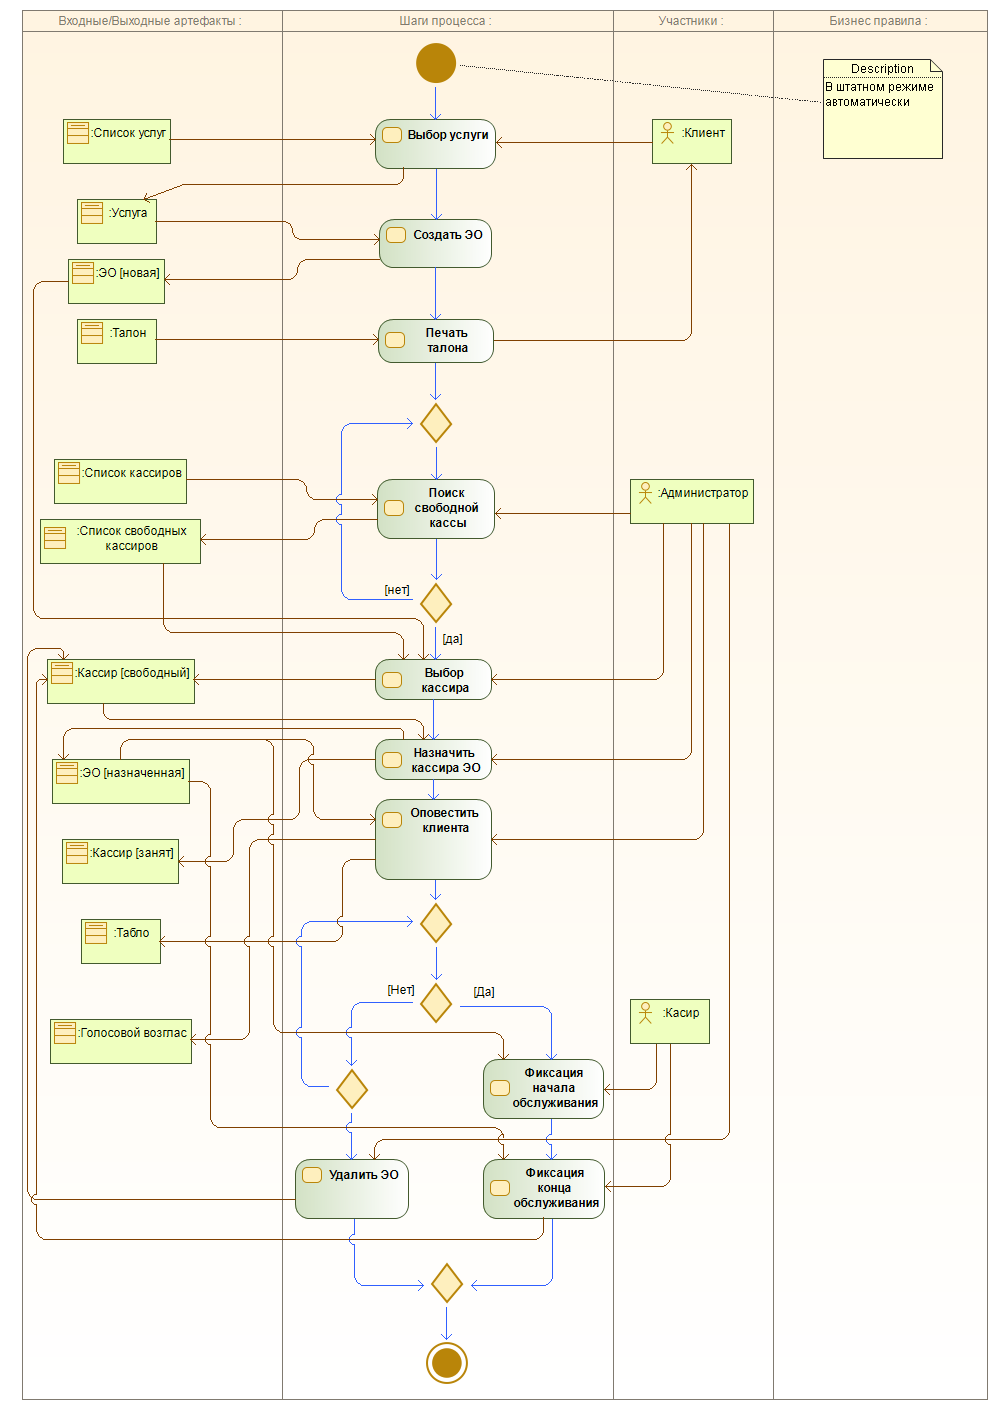 Входные/Выходные артефакты :
Шаги процесса :
Участники :
Бизнес правила :
Description
В штатном режиме
автоматически
:Список услуг
Выбор услуги
:Клиент
:Услуга
Создать ЭО
:ЭО [новая]
:Талон
Печать
талона
:Список кассиров
Поиск
свободной
кассы
:Администратор
:Список свободных
кассиров
[нет]
[да]
:Кассир [свободный]
Выбор
кассира
:ЭО [назначенная]
Назначить
кассира ЭО
Оповестить
клиента
:Кассир [занят]
:Табло
[Нет]
[Да]
:Голосовой возглас
:Касир
Фиксация
начала
обслуживания
Удалить ЭО
Фиксация
конца
обслуживания